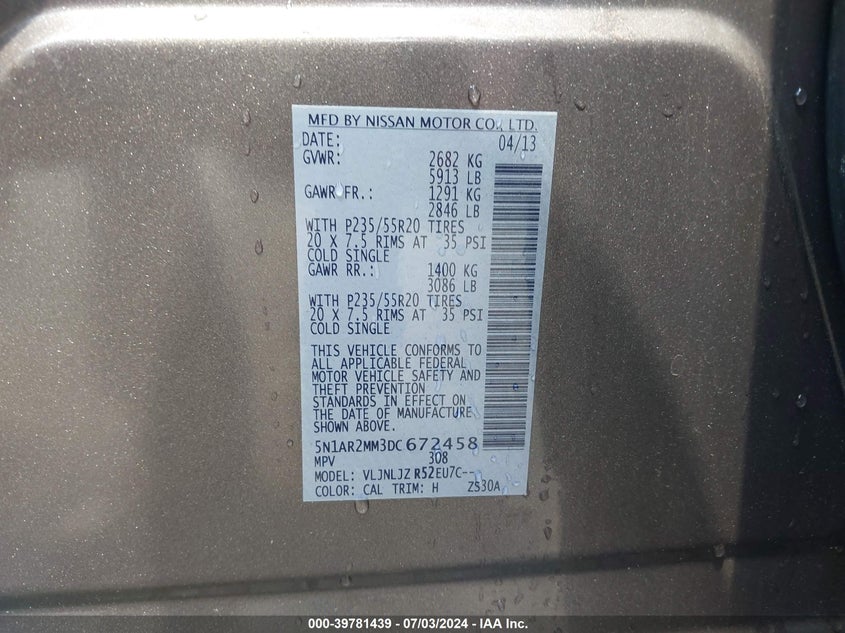 MFD BY NISSAN MOTOR CO., LTD.
DATE: 04/13
GVWR: 2682 KG
5913 LB
GAWR FR.: 1291 KG
2846 LB
WITH P235/55R20 TIRES
20 X 7.5 RIMS AT 35 PSI
COLD SINGLE
GAWR RR.: 1400 KG
3086 LB
WITH P235/55R20 TIRES
20 X 7.5 RIMS AT 35 PSI
COLD SINGLE
THIS VEHICLE CONFORMS TO
ALL APPLICABLE FEDERAL
MOTOR VEHICLE SAFETY AND
THEFT PREVENTION
STANDARDS IN EFFECT ON
THE DATE OF MANUFACTURE
SHOWN ABOVE.
5N1AR2MM3DC672458
MPV 308
MODEL: VLJNLJZ R52EU7C--
COLOR: CAL TRIM: H ZS30A
000-39781439 - 07/03/2024 - IAA Inc.